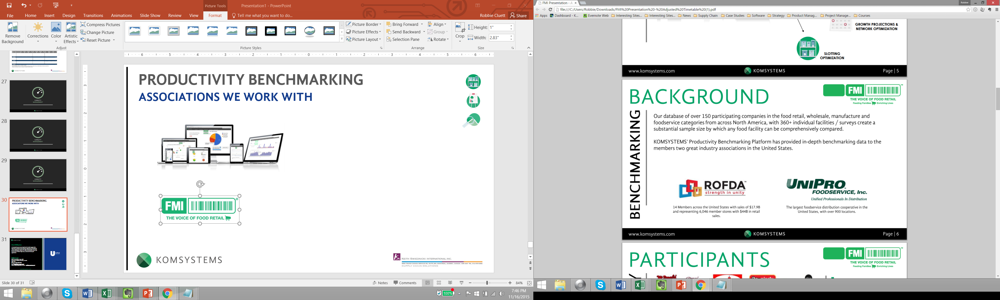 Picture Tools
Presentation1 - PowerPoint
File
Home
Insert
Design
Transitions
Animations
Slide Show
Review
View
Format
Tell me what you want to do...
Robbie Cluett
Share
Remove
Background
Corrections
Color
Artistic
Effects
Compress Pictures
Change Picture
Reset Picture
Adjust
Picture Styles
Picture Border
Picture Effects
Picture Layout
Bring Forward
Send Backward
Selection Pane
Align
Group
Rotate
Arrange
Crop
Height: 1"
Width: 2.83"
Size
27
28
29
30
31
PRODUCTIVITY BENCHMARKING
ASSOCIATIONS WE WORK WITH
FMI
THE VOICE OF FOOD RETAIL
KOMSYSTEMS
KEITH SWIEDNICKI INTERNATIONAL INC.
SUPPLY CHAIN SOLUTIONS
Slide 30 of 31
Notes
Comments
84%
100%
7:46 PM
11/16/2015
FMI Presentation - A
Robbie
file:///C:/Users/Robbie/Downloads/FMI%20Presentation%20-%20Adjusted%20Timetable%20(1).pdf
Apps
Dashboard - K...
Evernote Web
Interesting Sites...
Interesting Sites...
News
Supply Chain
Case Studies
Software
Strategy
Product Manag...
Project Manage...
Courses
GROWTH PROJECTIONS &
NETWORK OPTIMIZATION
SLOTTING
OPTIMIZATION
www.komsystems.com
KOMSYSTEMS
Page | 5
BACKGROUND
FMI
THE VOICE OF FOOD RETAIL
Feeding Families Enriching Lives
BENCHMARKING
Our database of over 150 participating companies in the food retail, wholesale, manufacture and
foodservice categories from across North America, with 360+ individual facilities / surveys create a
substantial sample size by which any food facility can be comprehensively compared.
KOMSYSTEMS' Productivity Benchmarking Platform has provided in-depth benchmarking data to the
members two great industry associations in the United States.
ROFDA™
strength in unity
UNIPRO
FOODSERVICE, Inc.
Unified Professionals In Distribution
14 Members across the United States with sales of $17.9B
and representing 6,046 member stores with $44B in retail
sales.
The largest foodservice distribution cooperative in the
United States, with over 900 locations.
www.komsystems.com
KOMSYSTEMS
Page | 6
PARTICIPANTS
FMI
THE VOICE OF FOOD RETAIL
Feeding Families Enriching Lives